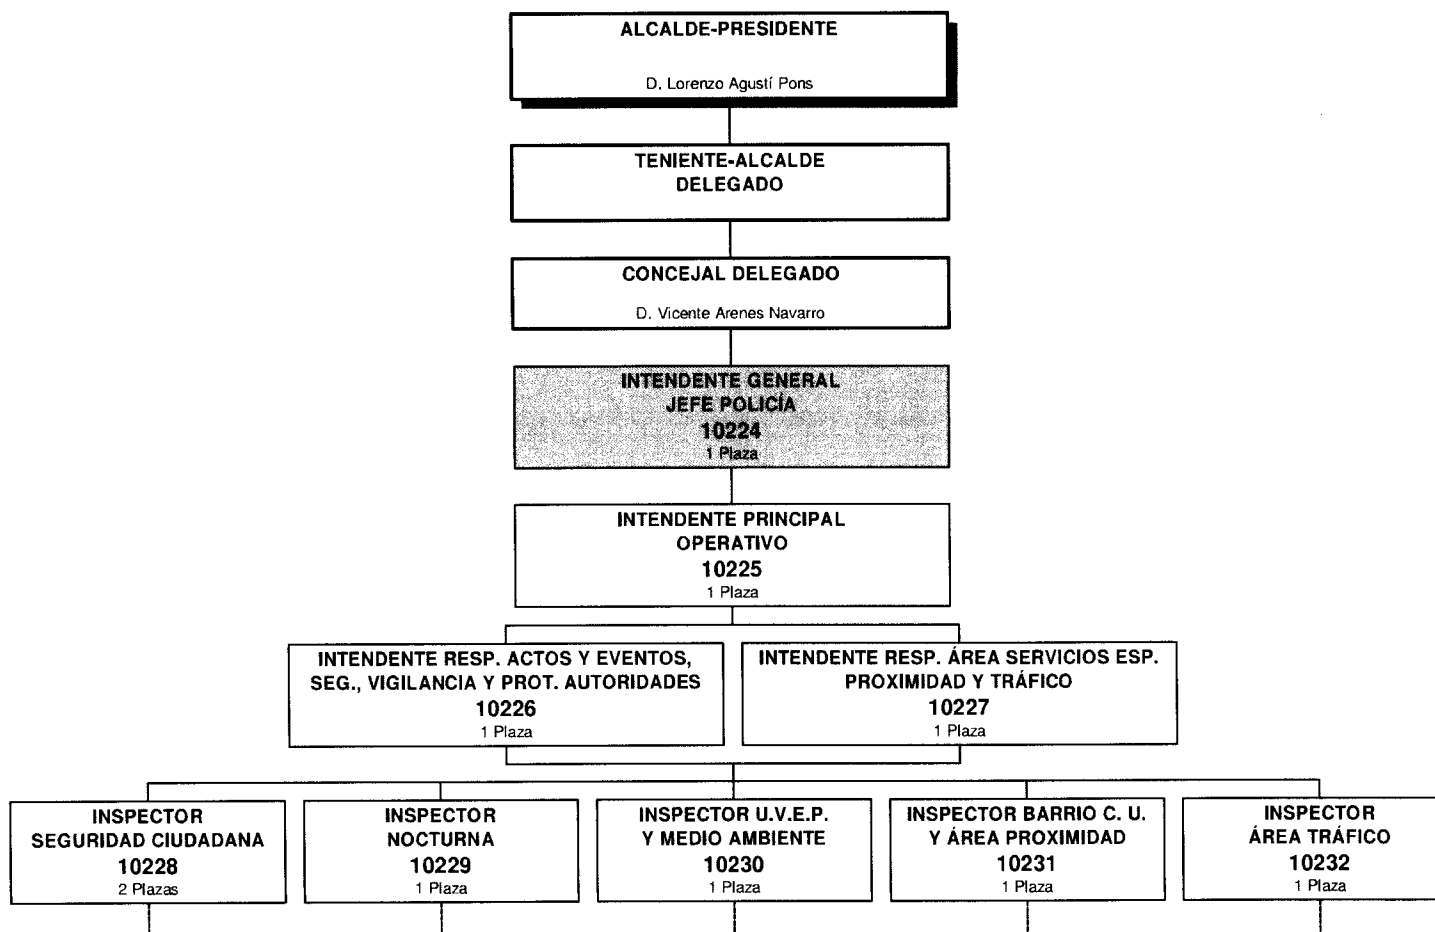 ALCALDE-PRESIDENTE
D. Lorenzo Agustí Pons
TENIENTE-ALCALDE
DELEGADO
CONCEJAL DELEGADO
D. Vicente Arenes Navarro
INTENDENTE GENERAL
JEFE POLICÍA
10224
1 Plaza
INTENDENTE PRINCIPAL
OPERATIVO
10225
1 Plaza
INTENDENTE RESP. ACTOS Y EVENTOS,
SEG., VIGILANCIA Y PROT. AUTORIDADES
10226
1 Plaza
INTENDENTE RESP. ÁREA SERVICIOS ESP.
PROXIMIDAD Y TRÁFICO
10227
1 Plaza
INSPECTOR
SEGURIDAD CIUDADANA
10228
2 Plazas
INSPECTOR
NOCTURNA
10229
1 Plaza
INSPECTOR U.V.E.P.
Y MEDIO AMBIENTE
10230
1 Plaza
INSPECTOR BARRIO C. U.
Y ÁREA PROXIMIDAD
10231
1 Plaza
INSPECTOR
ÁREA TRÁFICO
10232
1 Plaza